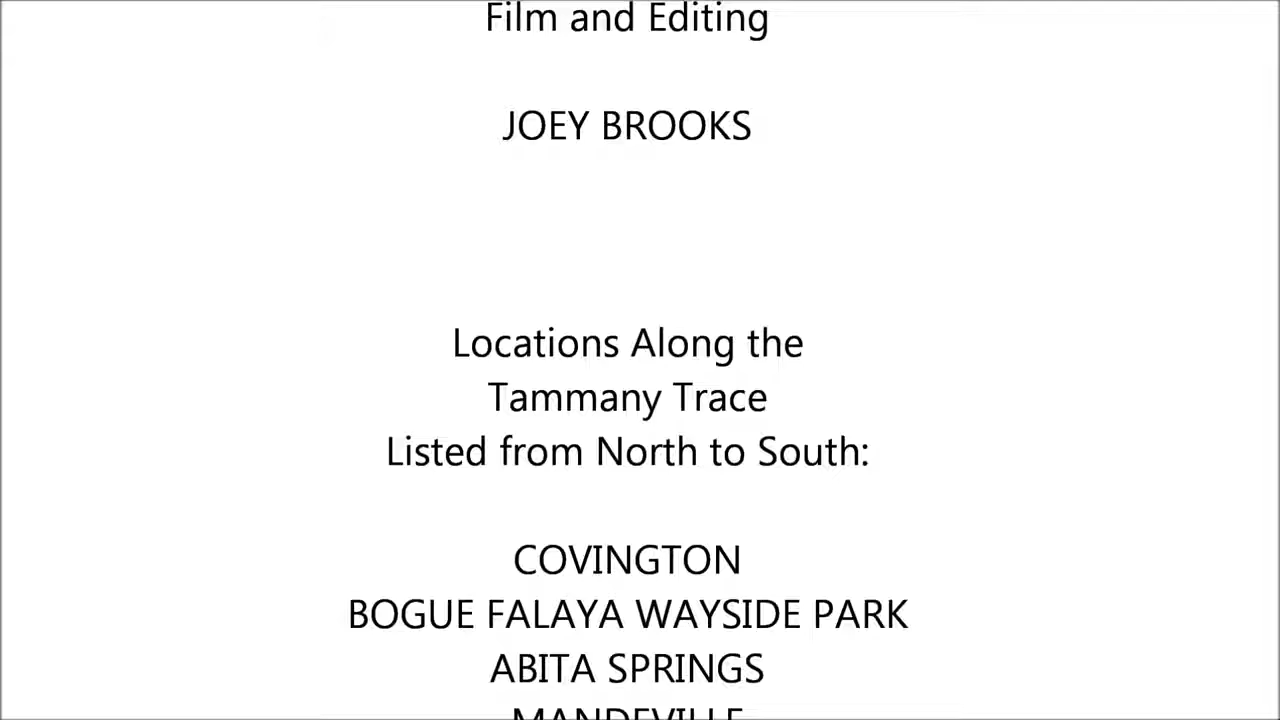 Film and Editing
JOEY BROOKS
Locations Along the
Tammany Trace
Listed from North to South:
COVINGTON
BOGUE FALAYA WAYSIDE PARK
ABITA SPRINGS
MANDEVILLE